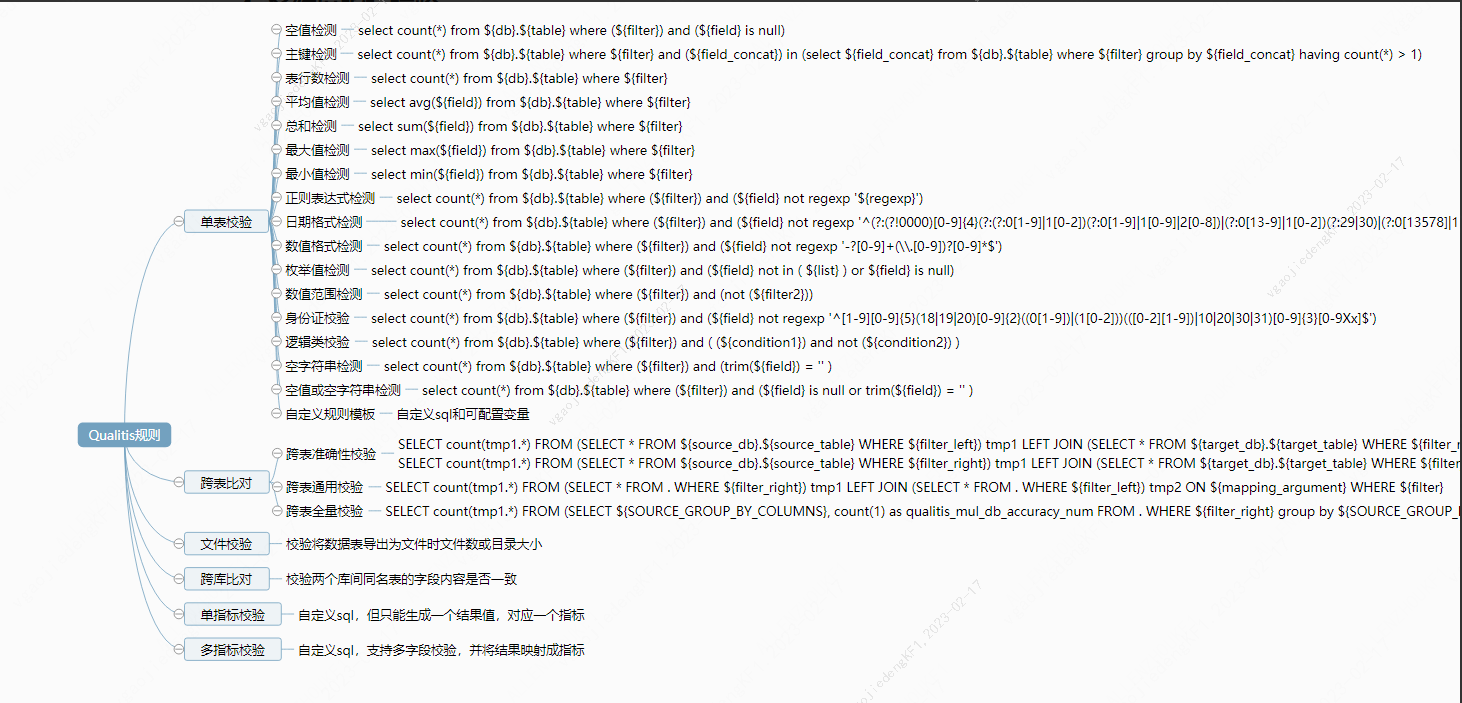 空值检测 select count(*) from ${db}.${table} where (${filter}) and (${field} is null)
主键检测 select count(*) from ${db}.${table} where ${filter} and (${field_concat}) in (select ${field_concat} from ${db}.${table} where ${filter} group by ${field_concat} having count(*) > 1)
表行数检测 select count(*) from ${db}.${table} where ${filter}
平均值检测 select avg(${field}) from ${db}.${table} where ${filter}
总和检测 select sum(${field}) from ${db}.${table} where ${filter}
最大值检测 select max(${field}) from ${db}.${table} where ${filter}
最小值检测 select min(${field}) from ${db}.${table} where ${filter}
正则表达式检测 select count(*) from ${db}.${table} where (${filter}) and (${field} not regexp '${regexp}')
单表校验
日期格式检测 select count(*) from ${db}.${table} where (${filter}) and (${field} not regexp '^(?:(?!0000)[0-9]{4}(?:(?:0[1-9]|1[0-2])(?:0[1-9]|1[0-9]|2[0-8])|(?:0[13-9]|1[0-2])(?:29|30)|(?:0[13578]|1
数值格式检测 select count(*) from ${db}.${table} where (${filter}) and (${field} not regexp '-?[0-9]+(\\.[0-9])?[0-9]*$')
枚举值检测 select count(*) from ${db}.${table} where (${filter}) and (${field} not in ( ${list} ) or ${field} is null)
数值范围检测 select count(*) from ${db}.${table} where (${filter}) and (not (${filter2}))
身份证校验 select count(*) from ${db}.${table} where (${filter}) and (${field} not regexp '^[1-9][0-9]{5}(18|19|20)[0-9]{2}((0[1-9])|(1[0-2]))(([0-2][1-9])|10|20|30|31)[0-9]{3}[0-9Xx]$')
逻辑类校验 select count(*) from ${db}.${table} where (${filter}) and ( (${condition1}) and not (${condition2}) )
空字符串检测 select count(*) from ${db}.${table} where (${filter}) and (trim(${field}) = '' )
空值或空字符串检测 select count(*) from ${db}.${table} where (${filter}) and (${field} is null or trim(${field}) = '' )
自定义规则模板 自定义sql和可配置变量
Qualitis规则
跨表比对
跨表准确性校验 SELECT count(tmp1.*) FROM (SELECT * FROM ${source_db}.${source_table} WHERE ${filter_left}) tmp1 LEFT JOIN (SELECT * FROM ${target_db}.${target_table} WHERE ${filter_r
SELECT count(tmp1.*) FROM (SELECT * FROM ${source_db}.${source_table} WHERE ${filter_right}) tmp1 LEFT JOIN (SELECT * FROM ${target_db}.${target_table} WHERE ${filter
跨表通用校验 SELECT count(tmp1.*) FROM (SELECT * FROM . WHERE ${filter_right}) tmp1 LEFT JOIN (SELECT * FROM . WHERE ${filter_left}) tmp2 ON ${mapping_argument} WHERE ${filter}
跨表全量校验 SELECT count(tmp1.*) FROM (SELECT ${SOURCE_GROUP_BY_COLUMNS}, count(1) as qualitis_mul_db_accuracy_num FROM . WHERE ${filter_right} group by ${SOURCE_GROUP_
文件校验 校验将数据表导出为文件时文件数或目录大小
跨库比对 校验两个库间同名表的字段内容是否一致
单指标校验 自定义sql，但只能生成一个结果值，对应一个指标
多指标校验 自定义sql，支持多字段校验，并将结果映射成指标